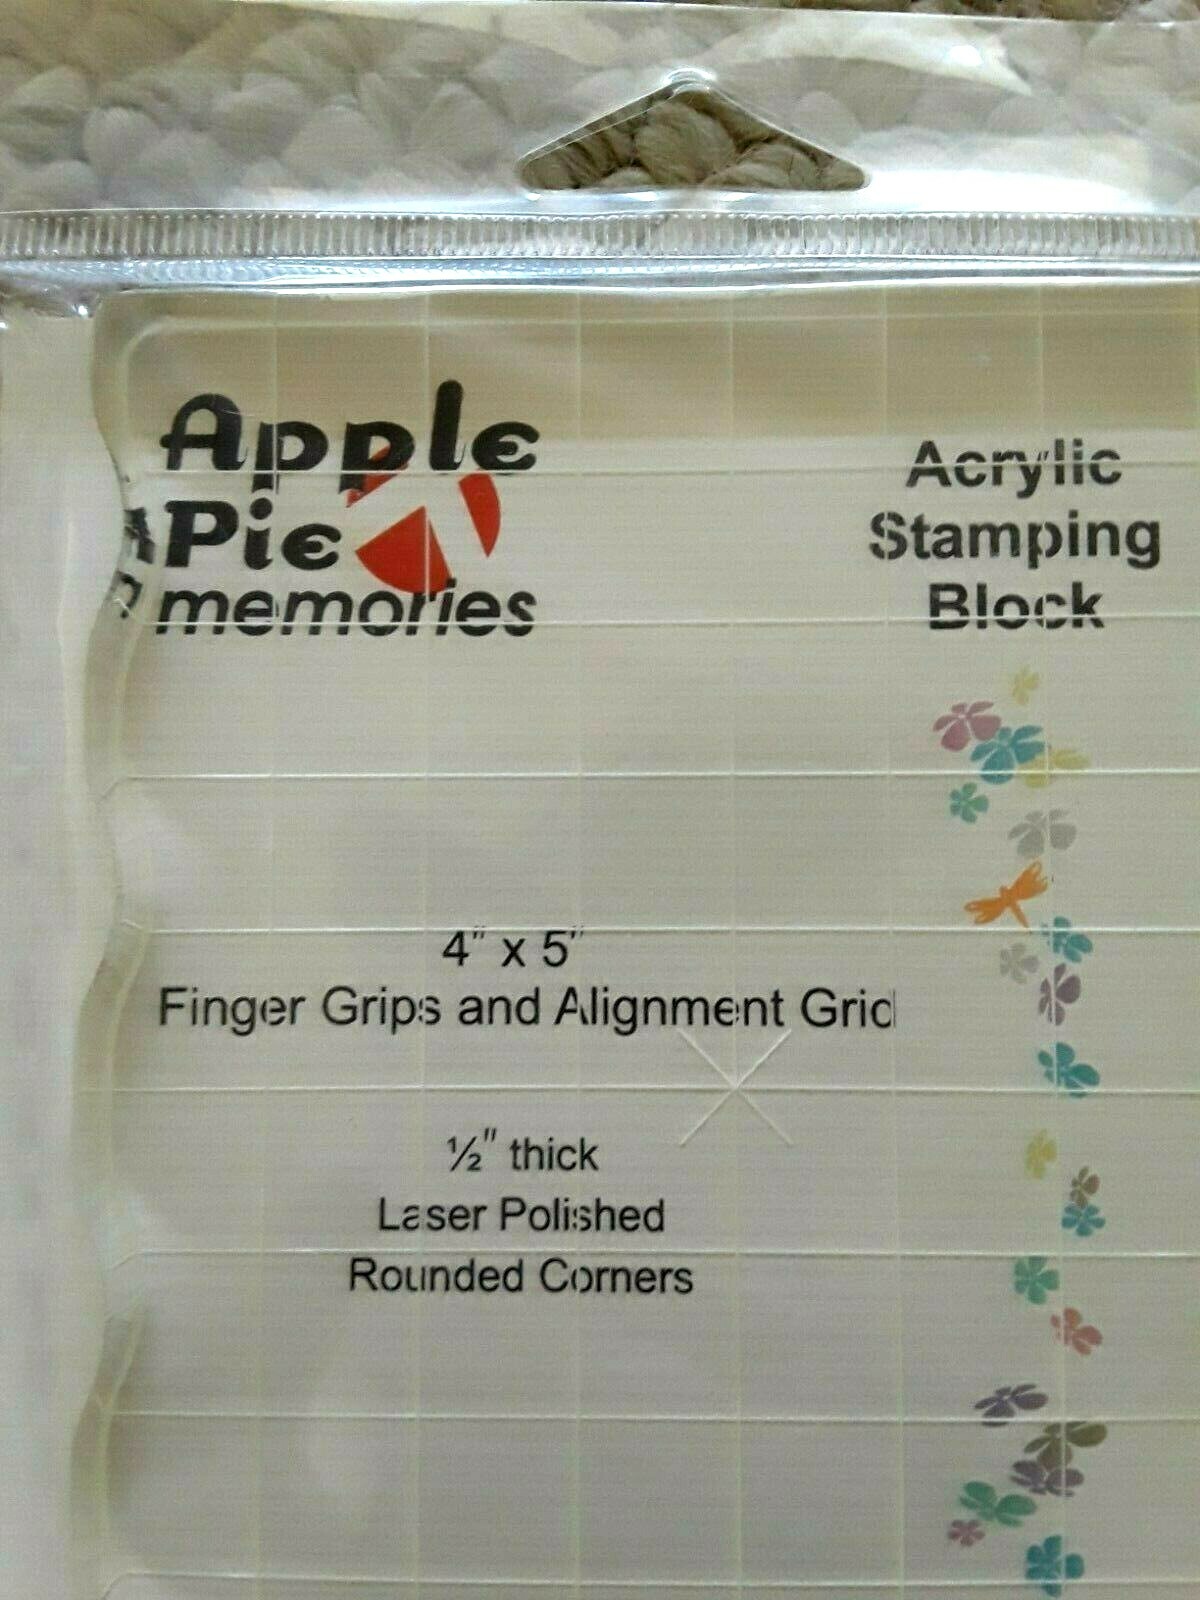 Apple
Pie
memories
Acrylic
Stamping
Block
4" x 5"
Finger Grips and Alignment Grid
½" thick
Laser Polished
Rounded Corners